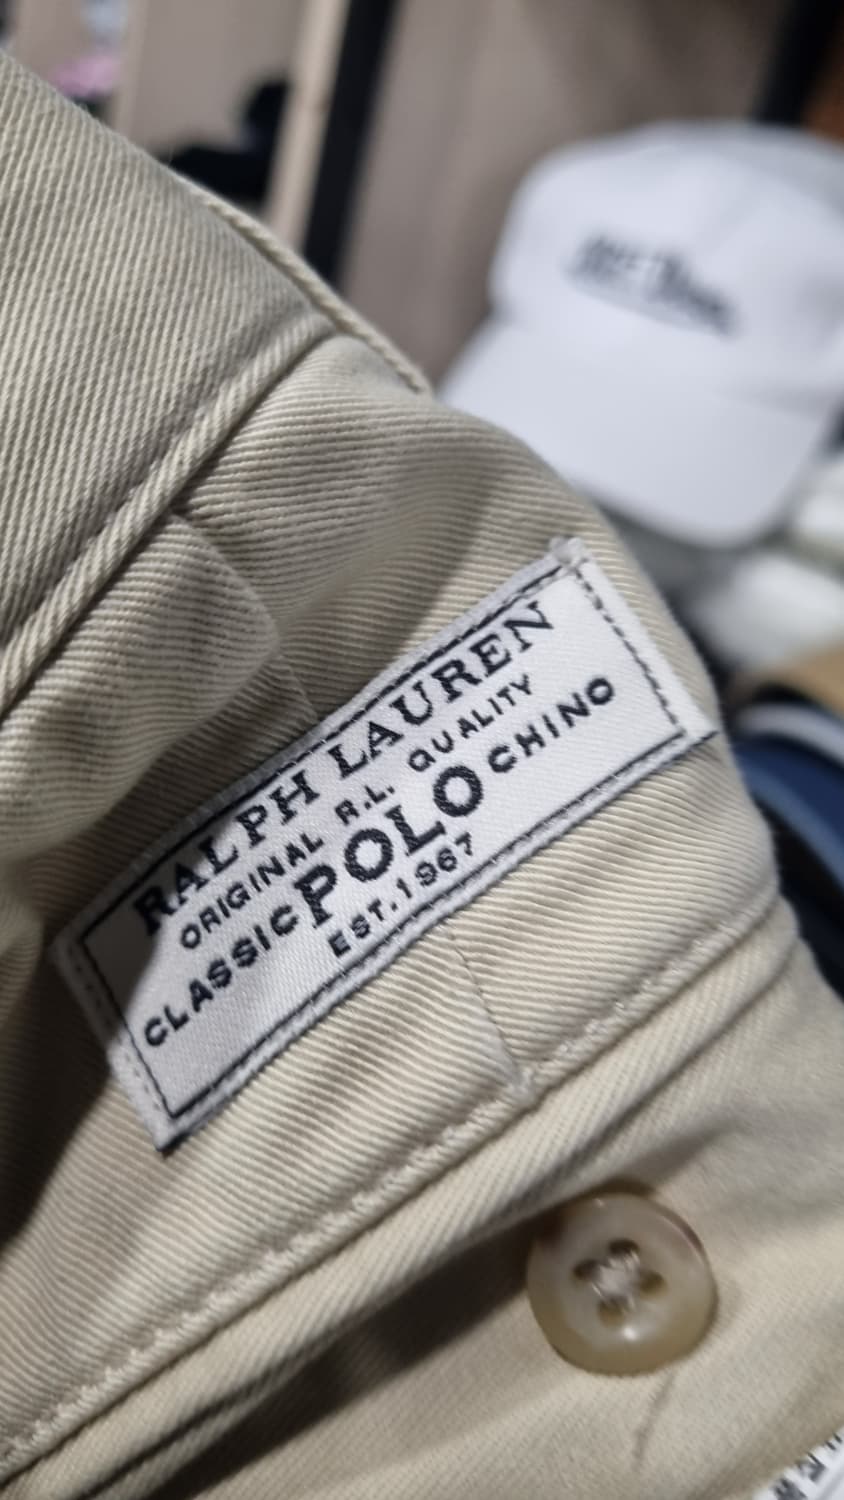 RALPH LAUREN
ORIGINAL R.L. QUALITY
CLASSIC POLO CHINO
EST.1967